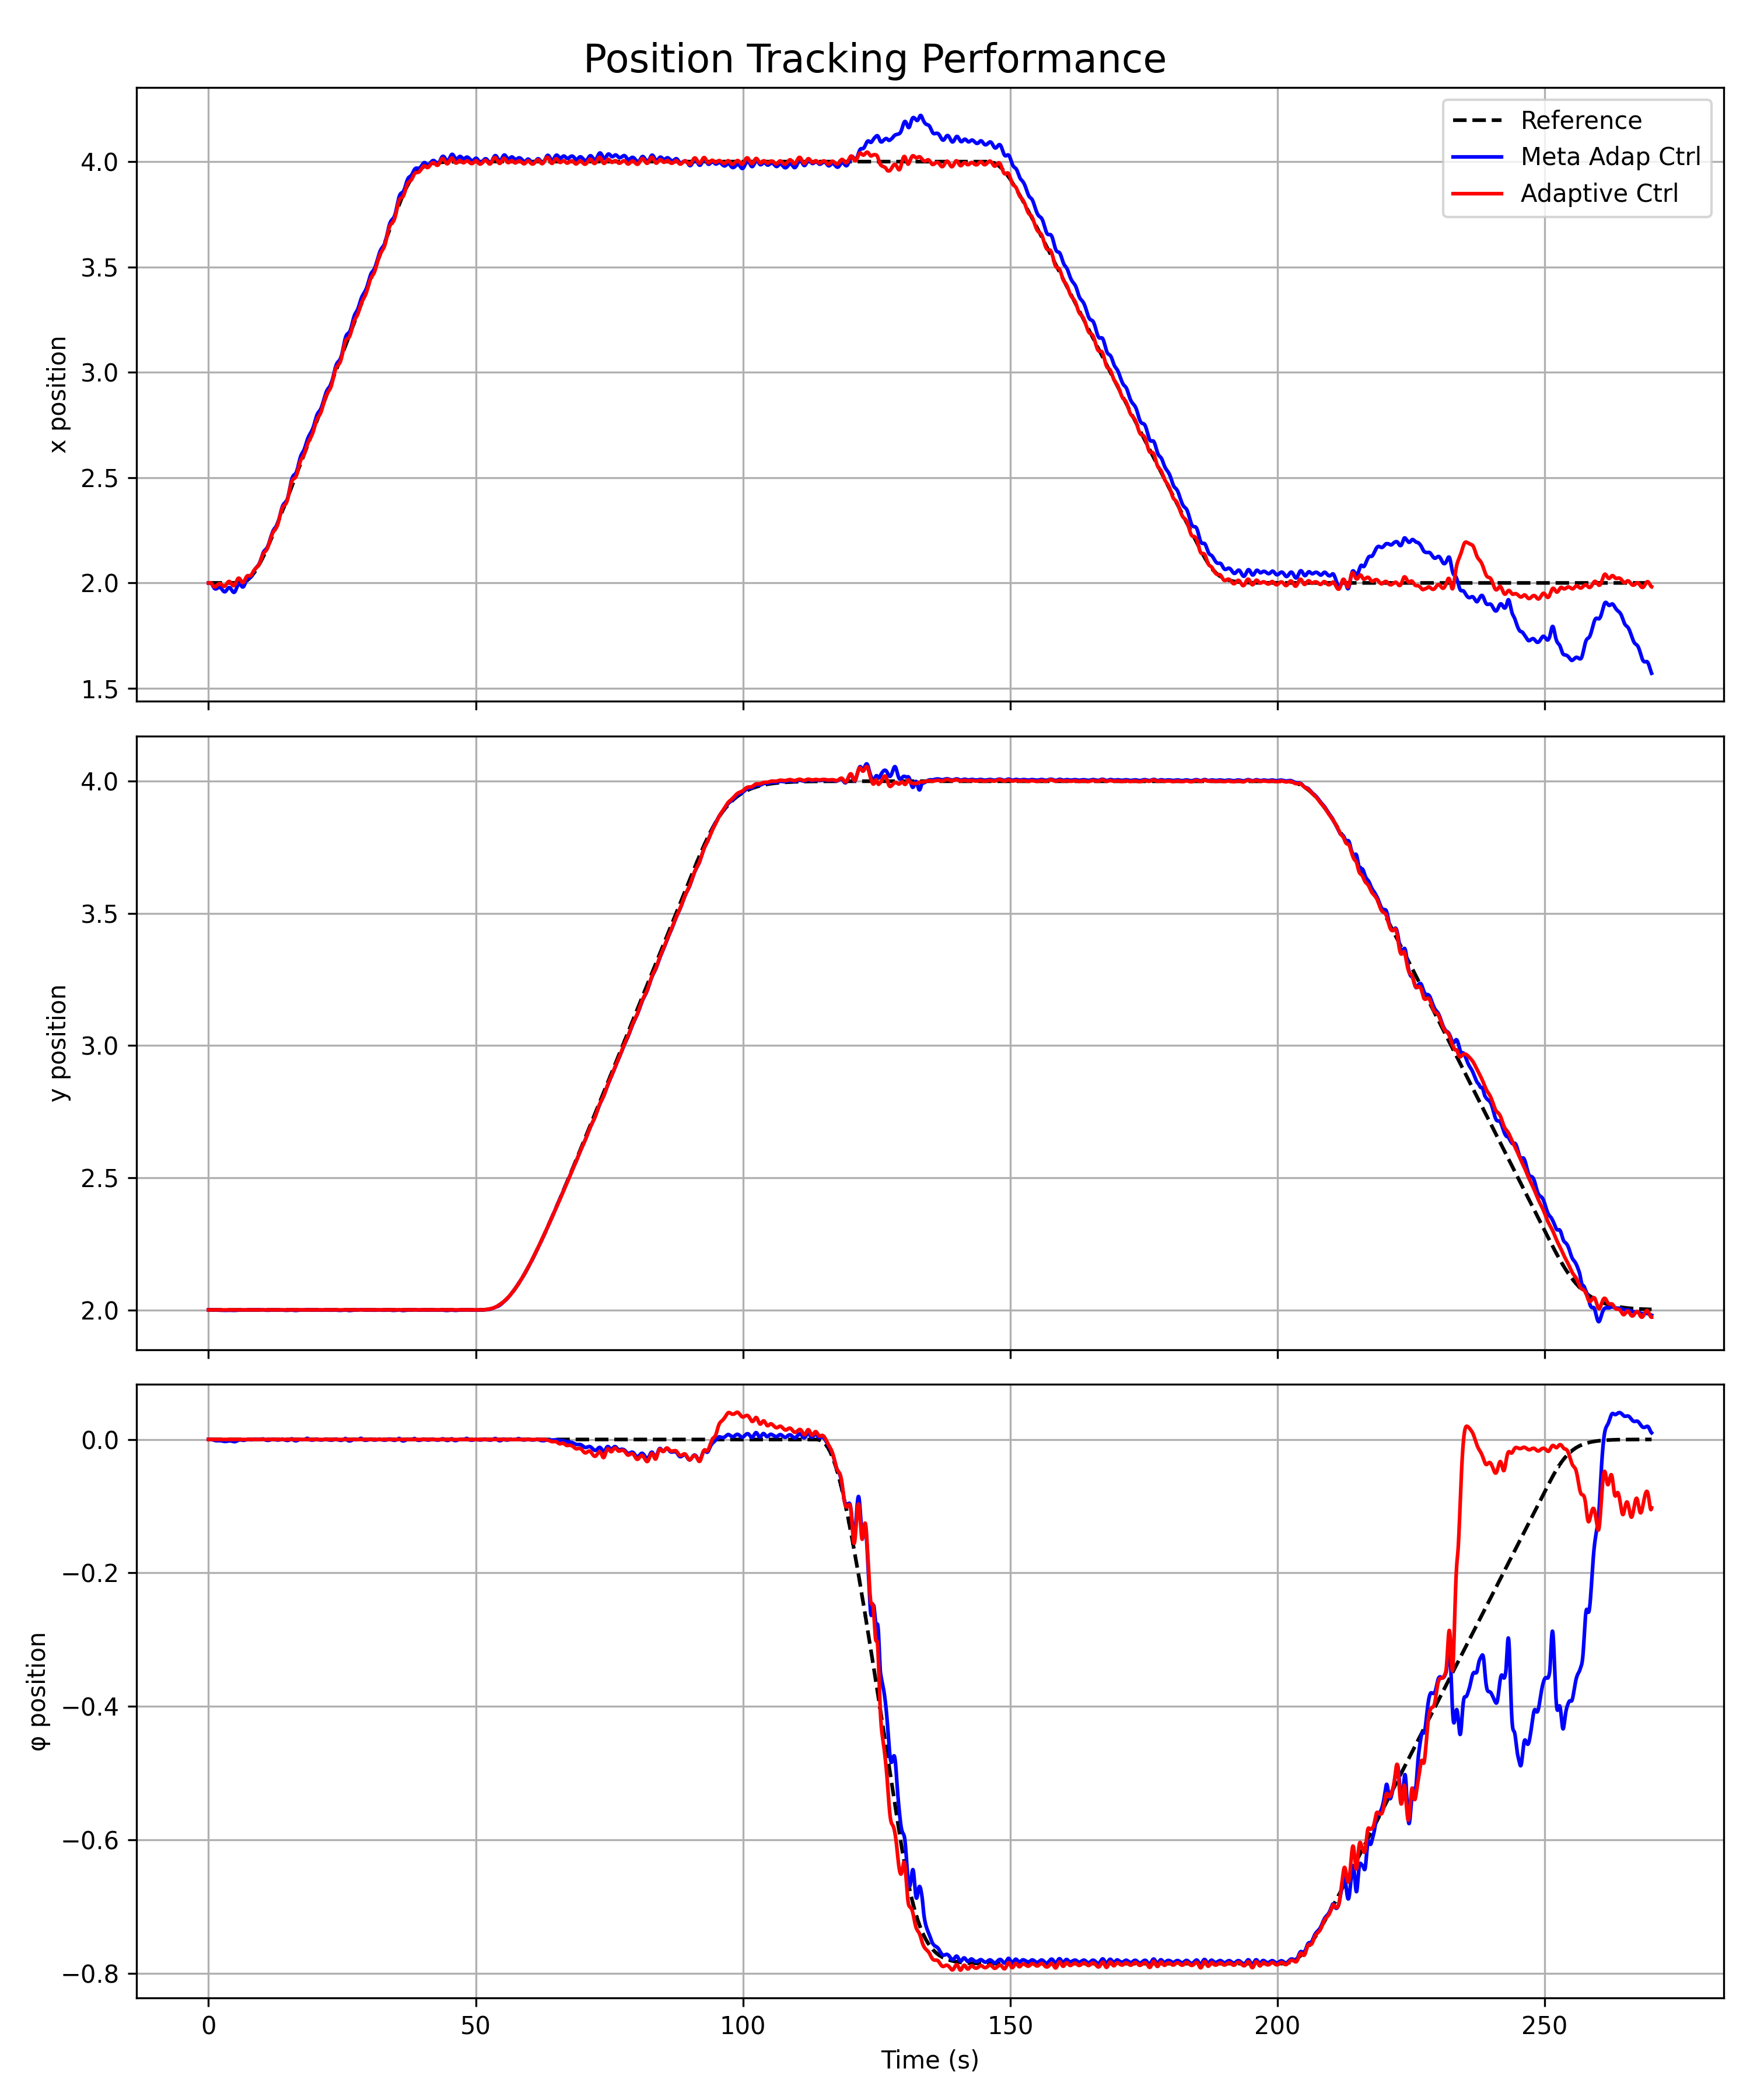 Position Tracking Performance
Reference
Meta Adap Ctrl
Adaptive Ctrl
4.0
3.5
3.0
2.5
2.0
1.5
x position
4.0
3.5
3.0
2.5
2.0
y position
0.0
−0.2
−0.4
−0.6
−0.8
φ position
0 50 100 150 200 250
Time (s)